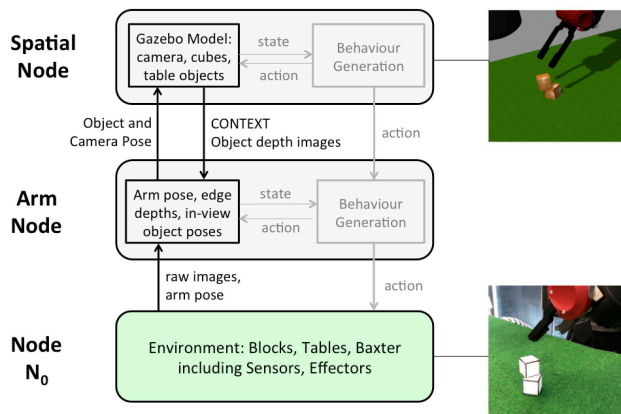 Spatial
Node
Gazebo Model:
camera, cubes,
table objects
state
action
Behaviour
Generation
Object and
Camera Pose
CONTEXT
Object depth images
action
Arm
Node
Arm pose, edge
depths, in-view
object poses
state
action
Behaviour
Generation
raw images,
arm pose
action
Node
N₀
Environment: Blocks, Tables, Baxter
including Sensors, Effectors